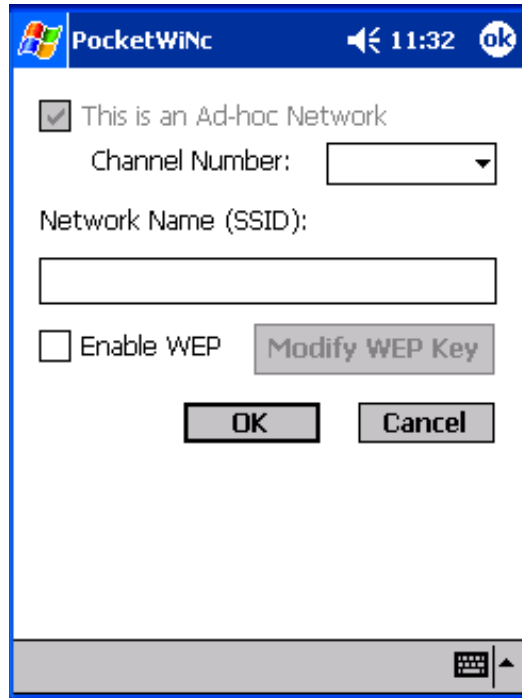 PocketWiNc 11:32 ok
This is an Ad-hoc Network
Channel Number:
Network Name (SSID):
Enable WEP Modify WEP Key
OK Cancel